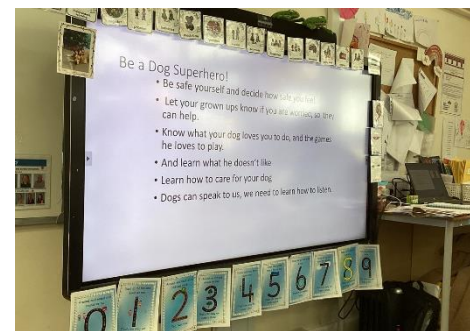 Be a Dog Superhero!
• Be safe yourself and decide how safe you feel
• Let your grown ups know if you are worried, so they
can help.
• Know what your dog loves you to do, and the games
he loves to play.
• And learn what he doesn't like
• Learn how to care for your dog
• Dogs can speak to us, we need to learn how to listen.
0 1 2 3 4 5 6 7 8 9